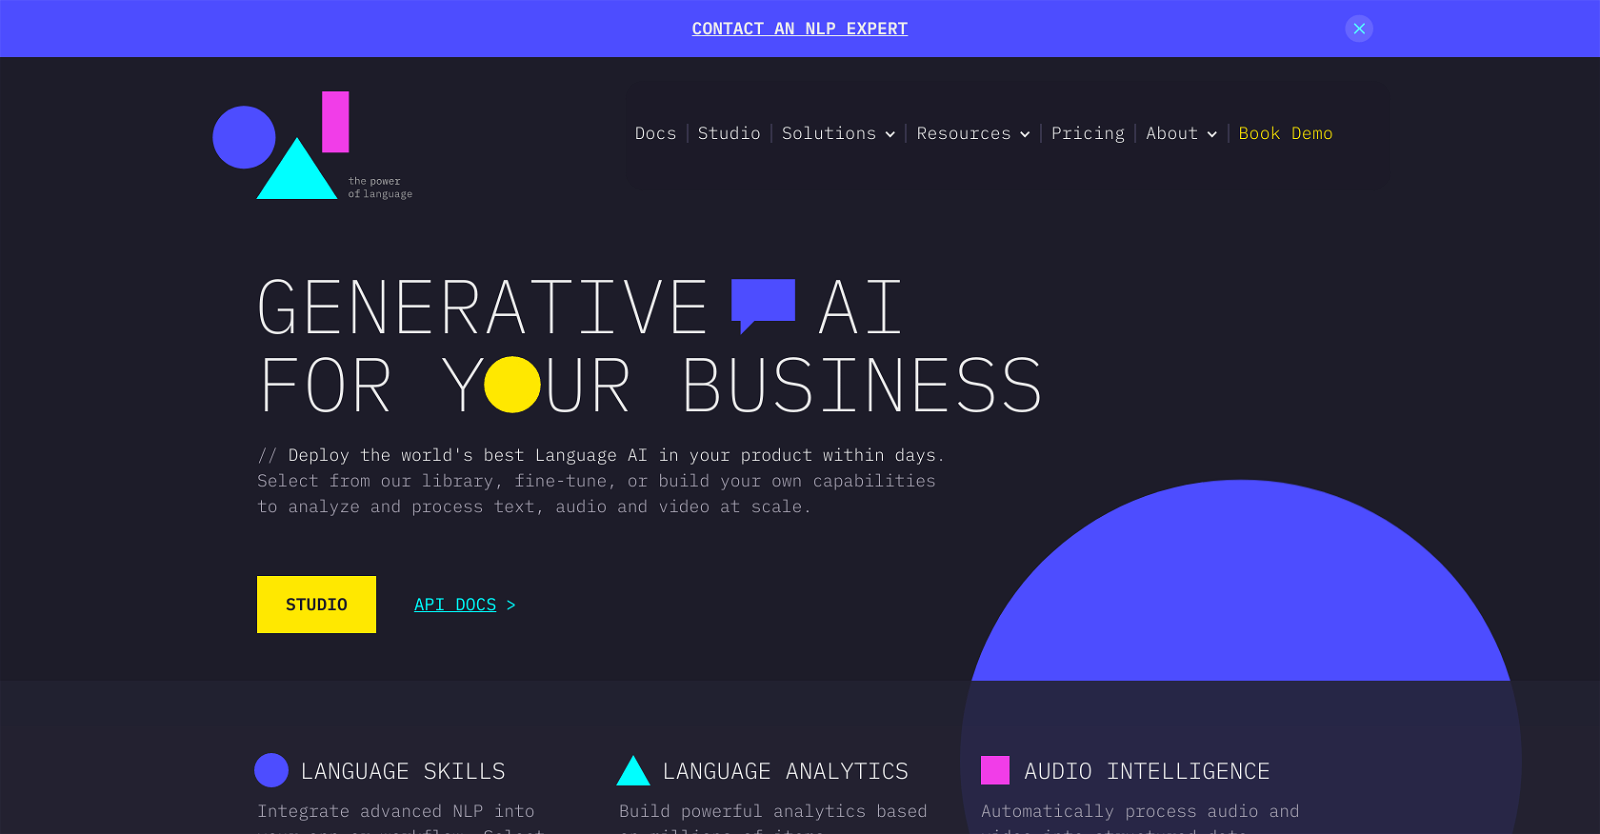 CONTACT AN NLP EXPERT
the power
of language
Docs | Studio | Solutions | Resources | Pricing | About | Book Demo
GENERATIVE AI
FOR YOUR BUSINESS
// Deploy the world's best Language AI in your product within days.
Select from our library, fine-tune, or build your own capabilities
to analyze and process text, audio and video at scale.
STUDIO
API DOCS >
LANGUAGE SKILLS
Integrate advanced NLP into
LANGUAGE ANALYTICS
Build powerful analytics based
AUDIO INTELLIGENCE
Automatically process audio and